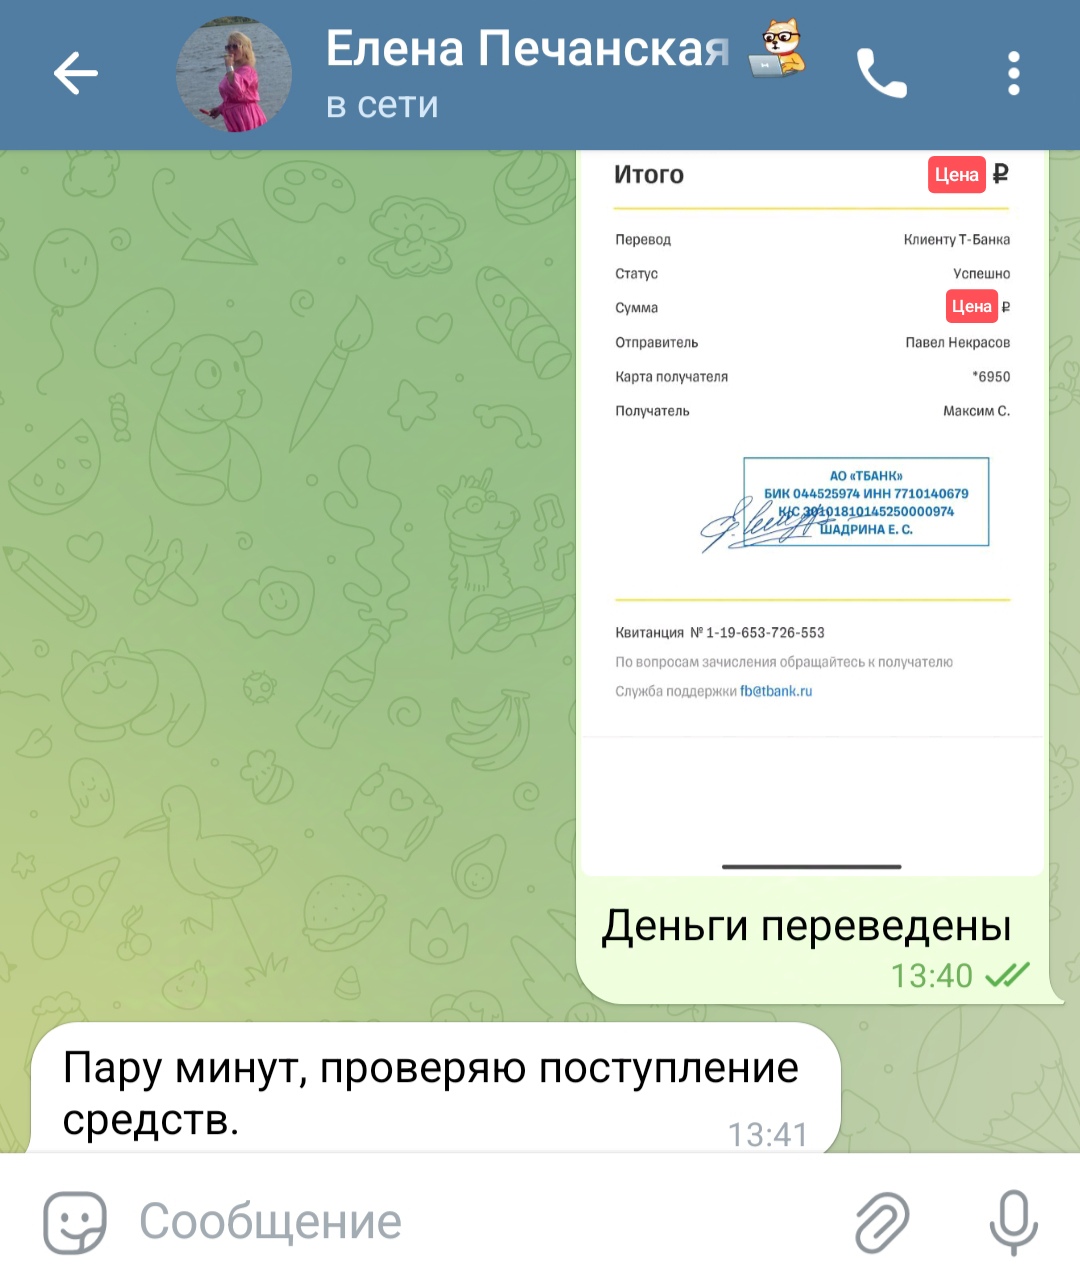 Елена Печанская
в сети
Итого Цена ₽
Перевод Клиенту Т-Банка
Статус Успешно
Сумма Цена ₽
Отправитель Павел Некрасов
Карта получателя *6950
Получатель Максим С.
АО «ТБАНК»
БИК 044525974 ИНН 7710140679
К/С 30101810145250000974
ШАДРИНА Е. С.
Квитанция № 1-19-653-726-553
По вопросам зачисления обращайтесь к получателю
Служба поддержки fb@tbank.ru
Деньги переведены
13:40
Пару минут, проверяю поступление
средств.
13:41
Сообщение